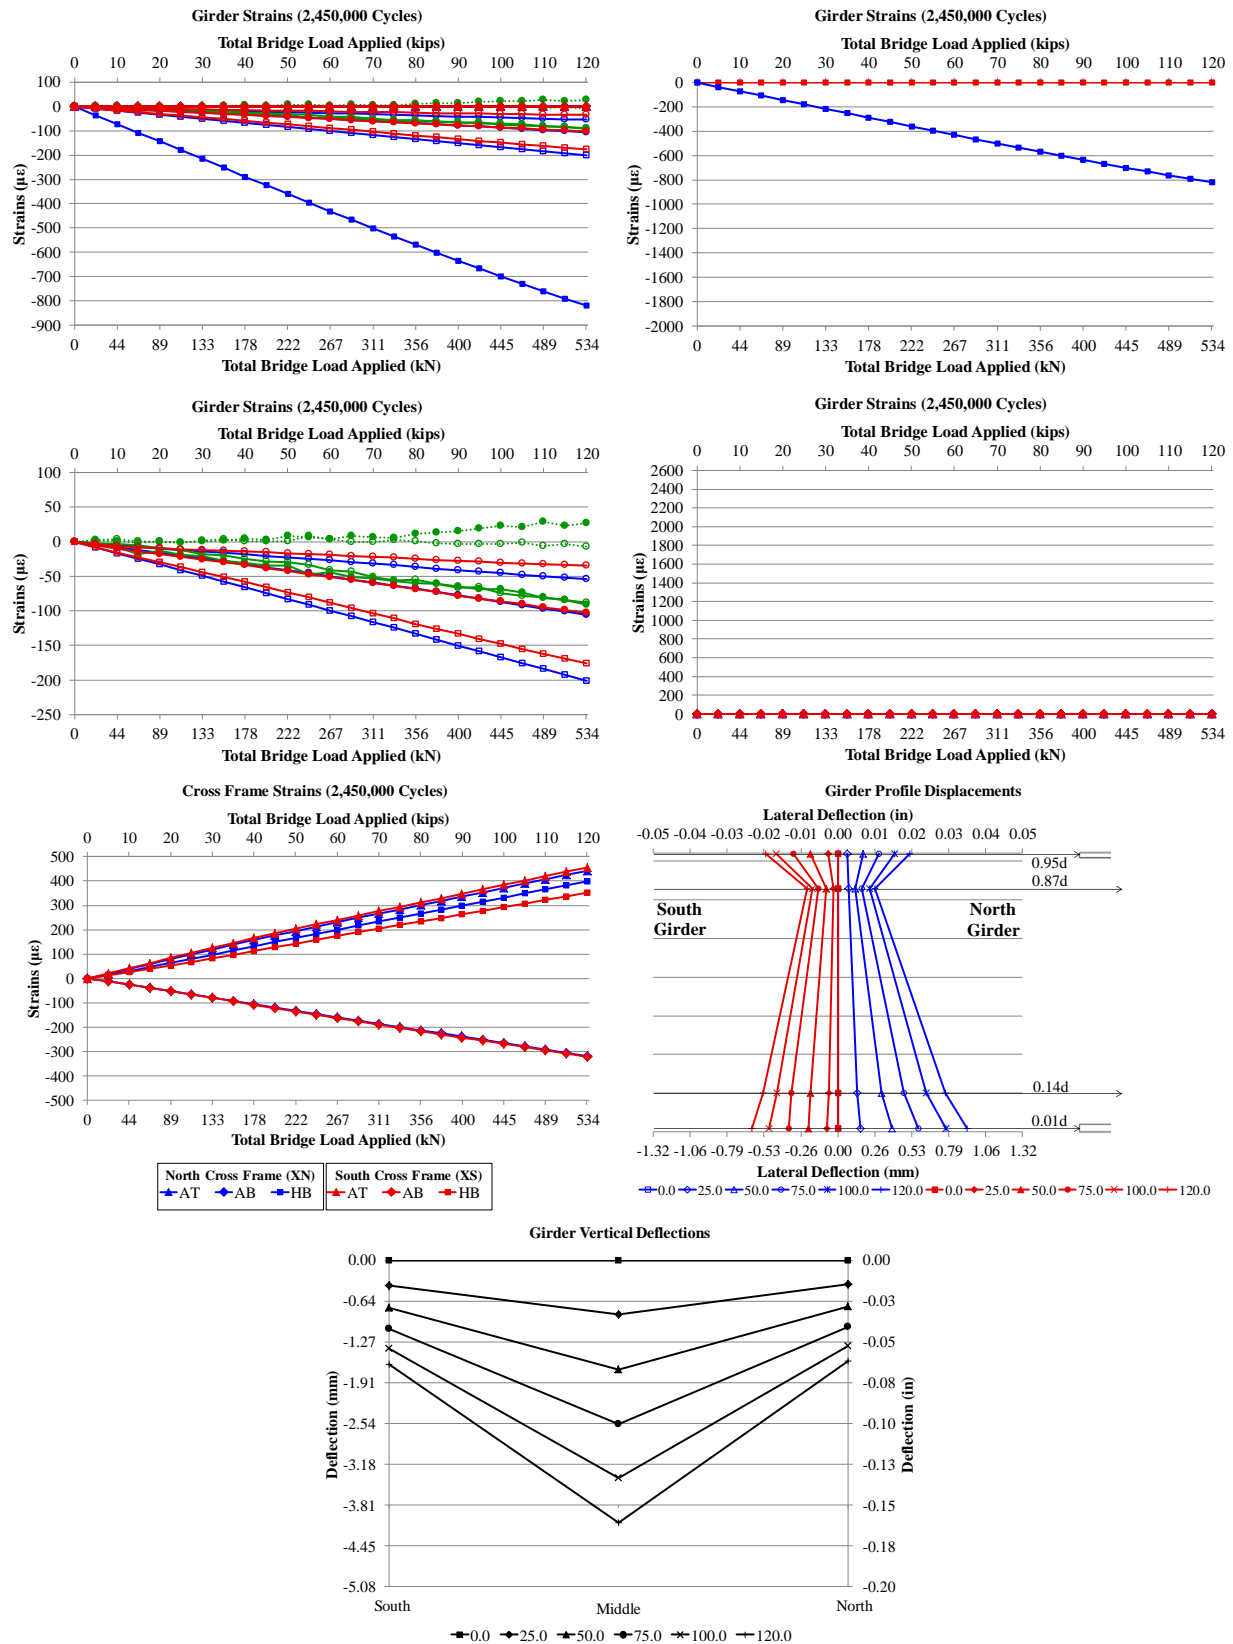 Girder Strains (2,450,000 Cycles)
Total Bridge Load Applied (kips)
0 10 20 30 40 50 60 70 80 90 100 110 120
100
0
-100
-200
-300
-400
-500
-600
-700
-800
-900
Strains (με)
0 44 89 133 178 222 267 311 356 400 445 489 534
Total Bridge Load Applied (kN)
Girder Strains (2,450,000 Cycles)
Total Bridge Load Applied (kips)
0 10 20 30 40 50 60 70 80 90 100 110 120
0
-200
-400
-600
-800
-1000
-1200
-1400
-1600
-1800
-2000
Strains (με)
0 44 89 133 178 222 267 311 356 400 445 489 534
Total Bridge Load Applied (kN)
Girder Strains (2,450,000 Cycles)
Total Bridge Load Applied (kips)
0 10 20 30 40 50 60 70 80 90 100 110 120
100
50
0
-50
-100
-150
-200
-250
Strains (με)
0 44 89 133 178 222 267 311 356 400 445 489 534
Total Bridge Load Applied (kN)
Girder Strains (2,450,000 Cycles)
Total Bridge Load Applied (kips)
0 10 20 30 40 50 60 70 80 90 100 110 120
2600
2400
2200
2000
1800
1600
1400
1200
1000
800
600
400
200
0
Strains (με)
0 44 89 133 178 222 267 311 356 400 445 489 534
Total Bridge Load Applied (kN)
Cross Frame Strains (2,450,000 Cycles)
Total Bridge Load Applied (kips)
0 10 20 30 40 50 60 70 80 90 100 110 120
500
400
300
200
100
0
-100
-200
-300
-400
-500
Strains (με)
0 44 89 133 178 222 267 311 356 400 445 489 534
Total Bridge Load Applied (kN)
North Cross Frame (XN) South Cross Frame (XS)
AT AB HB AT AB HB
Girder Profile Displacements
Lateral Deflection (in)
-0.05 -0.04 -0.03 -0.02 -0.01 0.00 0.01 0.02 0.03 0.04 0.05
0.95d
0.87d
South Girder
North Girder
0.14d
0.01d
-1.32 -1.06 -0.79 -0.53 -0.26 0.00 0.26 0.53 0.79 1.06 1.32
Lateral Deflection (mm)
0.0 25.0 50.0 75.0 100.0 120.0 0.0 25.0 50.0 75.0 100.0 120.0
Girder Vertical Deflections
0.00
-0.64
-1.27
-1.91
-2.54
-3.18
-3.81
-4.45
-5.08
Deflection (mm)
0.00
-0.03
-0.05
-0.08
-0.10
-0.13
-0.15
-0.18
-0.20
Deflection (in)
South Middle North
0.0 25.0 50.0 75.0 100.0 120.0